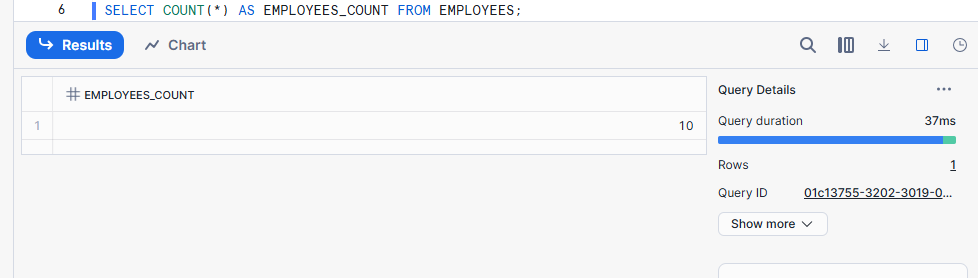 6 SELECT COUNT(*) AS EMPLOYEES_COUNT FROM EMPLOYEES;
Results Chart
# EMPLOYEES_COUNT
1 10
Query Details ...
Query duration 37ms
Rows 1
Query ID 01c13755-3202-3019-0...
Show more